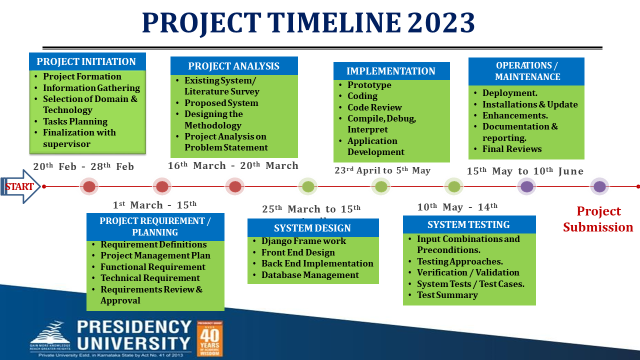 PROJECT TIMELINE 2023
PROJECT INITIATION
• Project Formation
• Information Gathering
• Selection of Domain &
Technology
• Tasks Planning
• Finalization with
supervisor
20th Feb - 28th Feb
PROJECT ANALYSIS
• Existing System/
Literature Survey
• Proposed System
• Designing the
Methodology
• Project Analysis on
Problem Statement
16th March - 20th March
IMPLEMENTATION
• Prototype
• Coding
• Code Review
• Compile, Debug,
Interpret
• Application
Development
23rd April to 5th May
OPERATIONS /
MAINTENANCE
• Deployment.
• Installations & Update
• Enhancements.
• Documentation &
reporting.
• Final Reviews
15th May to 10th June
START
1st March - 15th
PROJECT REQUIREMENT /
PLANNING
• Requirement Definitions
• Project Management Plan
• Functional Requirement
• Technical Requirement
• Requirements Review &
Approval
25th March to 15th
SYSTEM DESIGN
• Django Frame work
• Front End Design
• Back End Implementation
• Database Management
10th May - 14th
SYSTEM TESTING
• Input Combinations and
Preconditions.
• Testing Approaches.
• Verification / Validation
• System Tests / Test Cases.
• Test Summary
Project
Submission
PRESIDENCY
UNIVERSITY
Private University Estd. in Karnataka State by Act No. 41 of 2013
40
YEARS
OF ACADEMIC
WISDOM